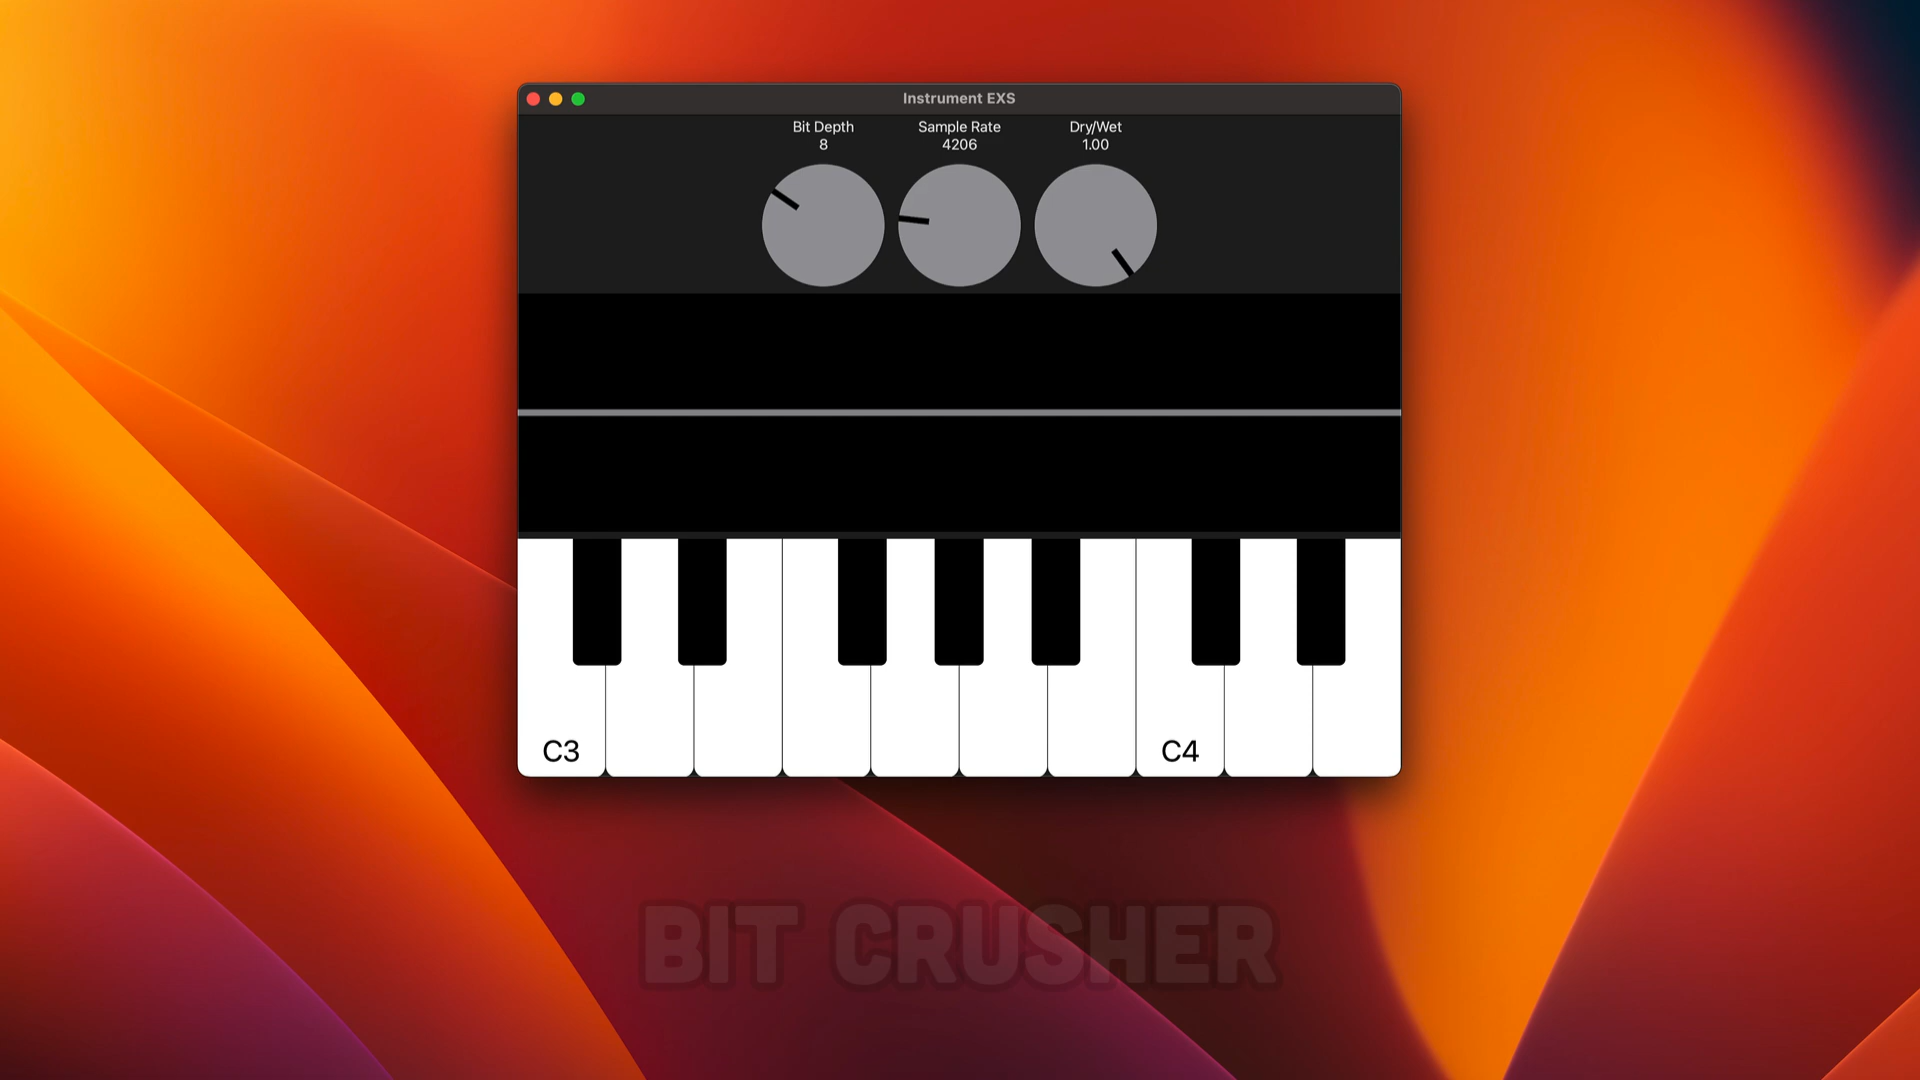 Instrument EXS
Bit Depth
8
Sample Rate
4206
Dry/Wet
1.00
C3
C4
BIT CRUSHER